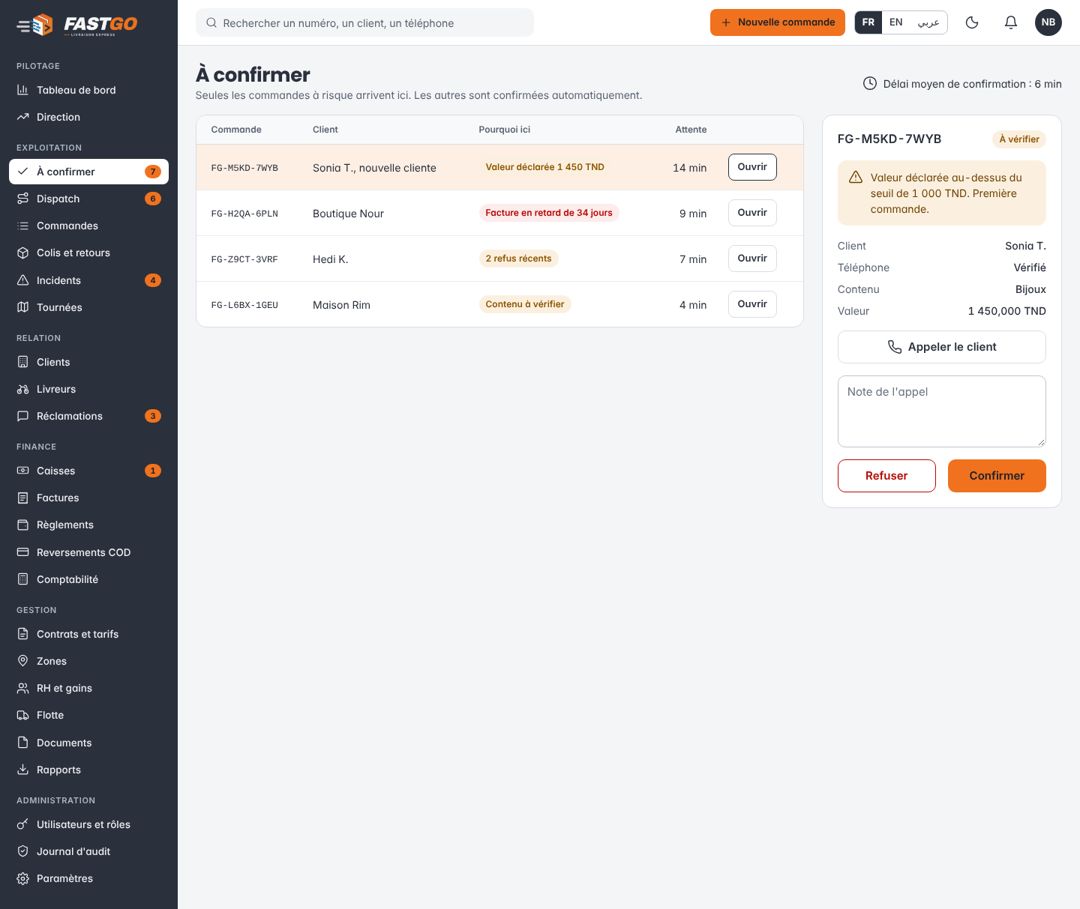 FASTGO
LIVRAISON EXPRESS
Rechercher un numéro, un client, un téléphone
Nouvelle commande
FR EN عربي
NB
PILOTAGE
Tableau de bord
Direction
EXPLOITATION
À confirmer 7
Dispatch 6
Commandes
Colis et retours
Incidents 4
Tournées
RELATION
Clients
Livreurs
Réclamations 3
FINANCE
Caisses 1
Factures
Règlements
Reversements COD
Comptabilité
GESTION
Contrats et tarifs
Zones
RH et gains
Flotte
Documents
Rapports
ADMINISTRATION
Utilisateurs et rôles
Journal d'audit
Paramètres
À confirmer
Seules les commandes à risque arrivent ici. Les autres sont confirmées automatiquement.
Délai moyen de confirmation : 6 min
Commande Client Pourquoi ici Attente
FG-M5KD-7WYB Sonia T., nouvelle cliente Valeur déclarée 1 450 TND 14 min Ouvrir
FG-H2QA-6PLN Boutique Nour Facture en retard de 34 jours 9 min Ouvrir
FG-Z9CT-3VRF Hedi K. 2 refus récents 7 min Ouvrir
FG-L6BX-1GEU Maison Rim Contenu à vérifier 4 min Ouvrir
FG-M5KD-7WYB À vérifier
Valeur déclarée au-dessus du
seuil de 1 000 TND. Première
commande.
Client Sonia T.
Téléphone Vérifié
Contenu Bijoux
Valeur 1 450,000 TND
Appeler le client
Note de l'appel
Refuser Confirmer